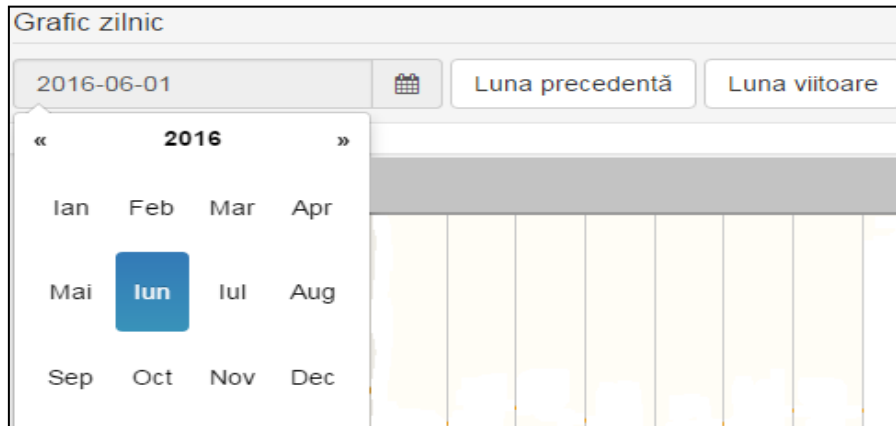 Grafic zilnic
2016-06-01 Luna precedentă Luna viitoare
« 2016 »
Ian Feb Mar Apr
Mai Iun Iul Aug
Sep Oct Nov Dec